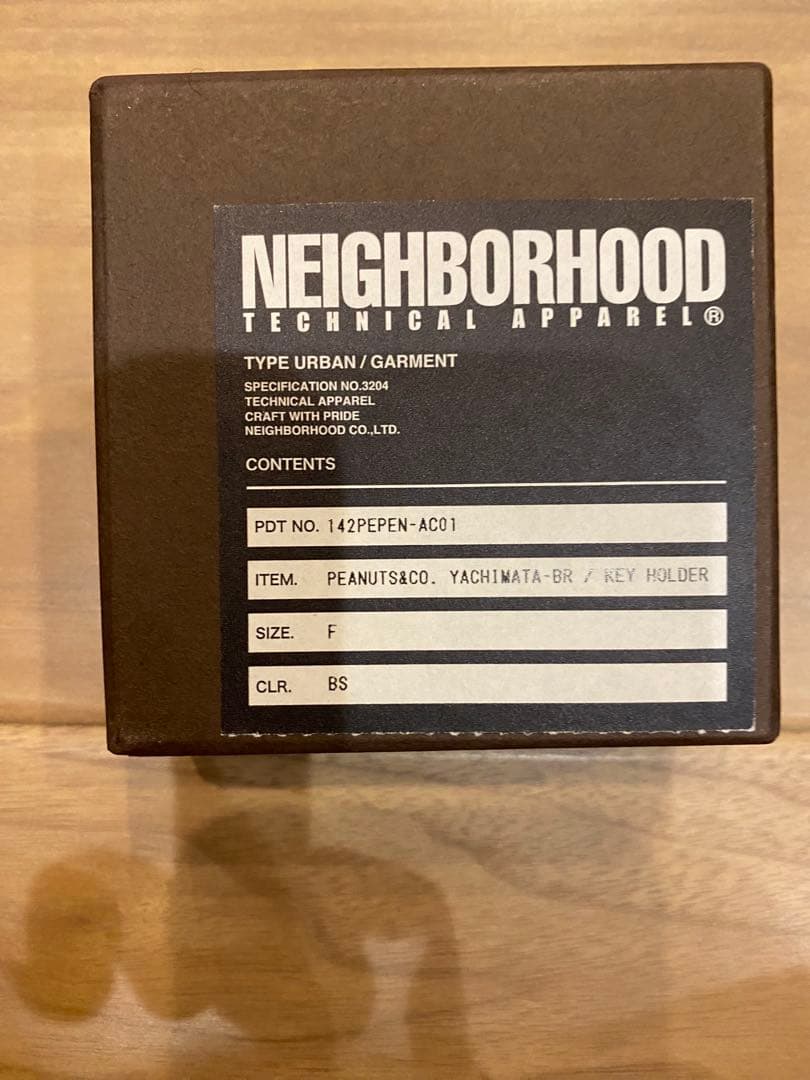 NEIGHBORHOOD
TECHNICAL APPAREL®
TYPE URBAN / GARMENT
SPECIFICATION NO.3204
TECHNICAL APPAREL
CRAFT WITH PRIDE
NEIGHBORHOOD CO.,LTD.
CONTENTS
PDT NO. 142PEPEN-AC01
ITEM. PEANUTS&CO. YACHIMATA-BR / KEY HOLDER
SIZE. F
CLR. BS